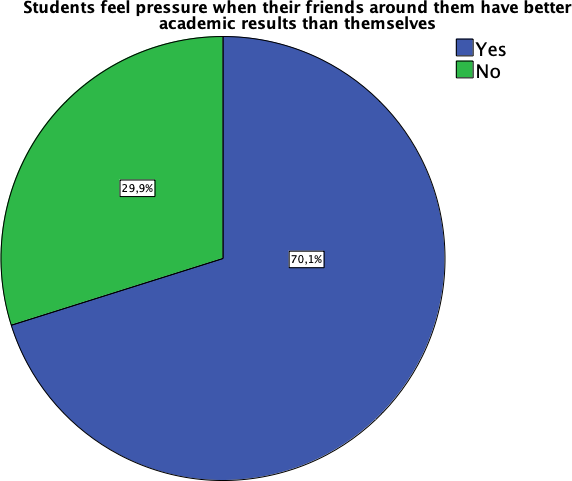 Students feel pressure when their friends around them have better
academic results than themselves
Yes
No
29,9%
70,1%